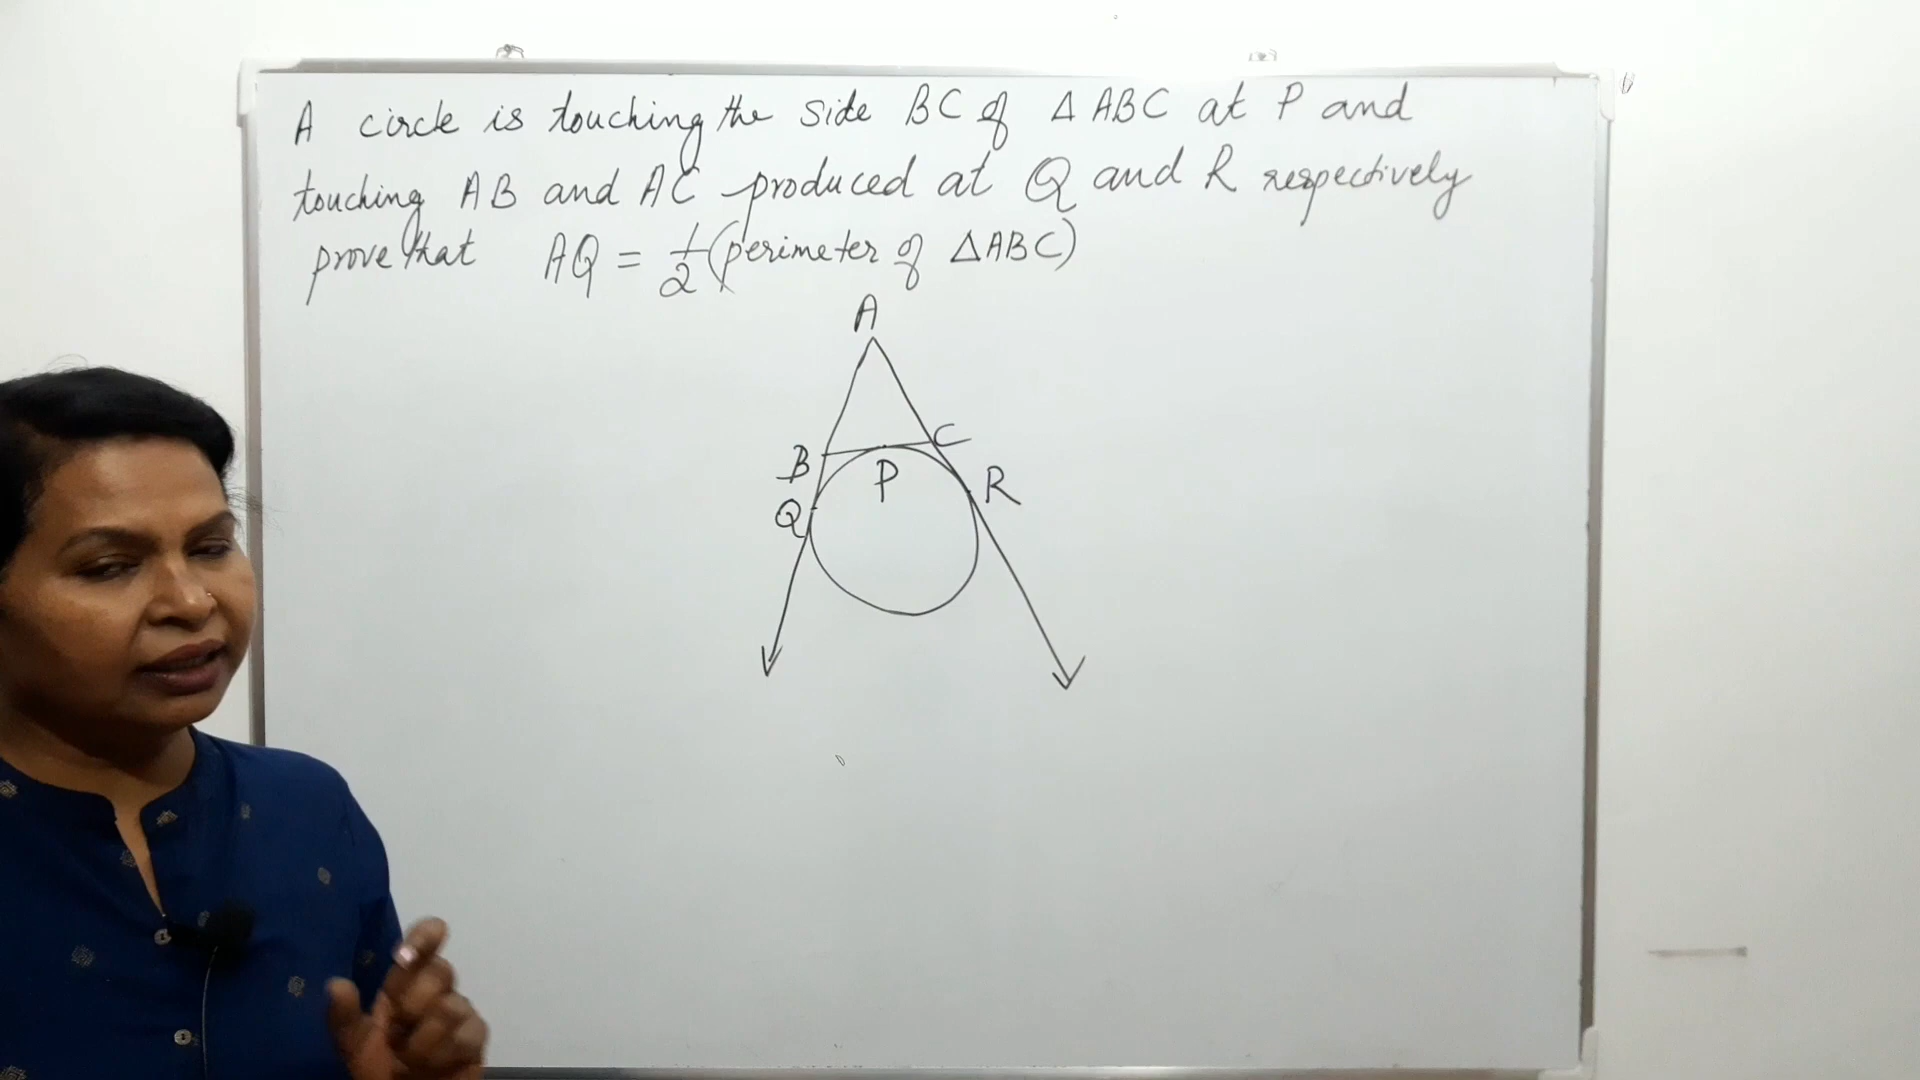 A circle is touching the side BC of Δ ABC at P and
touching AB and AC produced at Q and R respectively
prove that AQ = 1/2 (perimeter of ΔABC)
A
B
C
P
Q
R